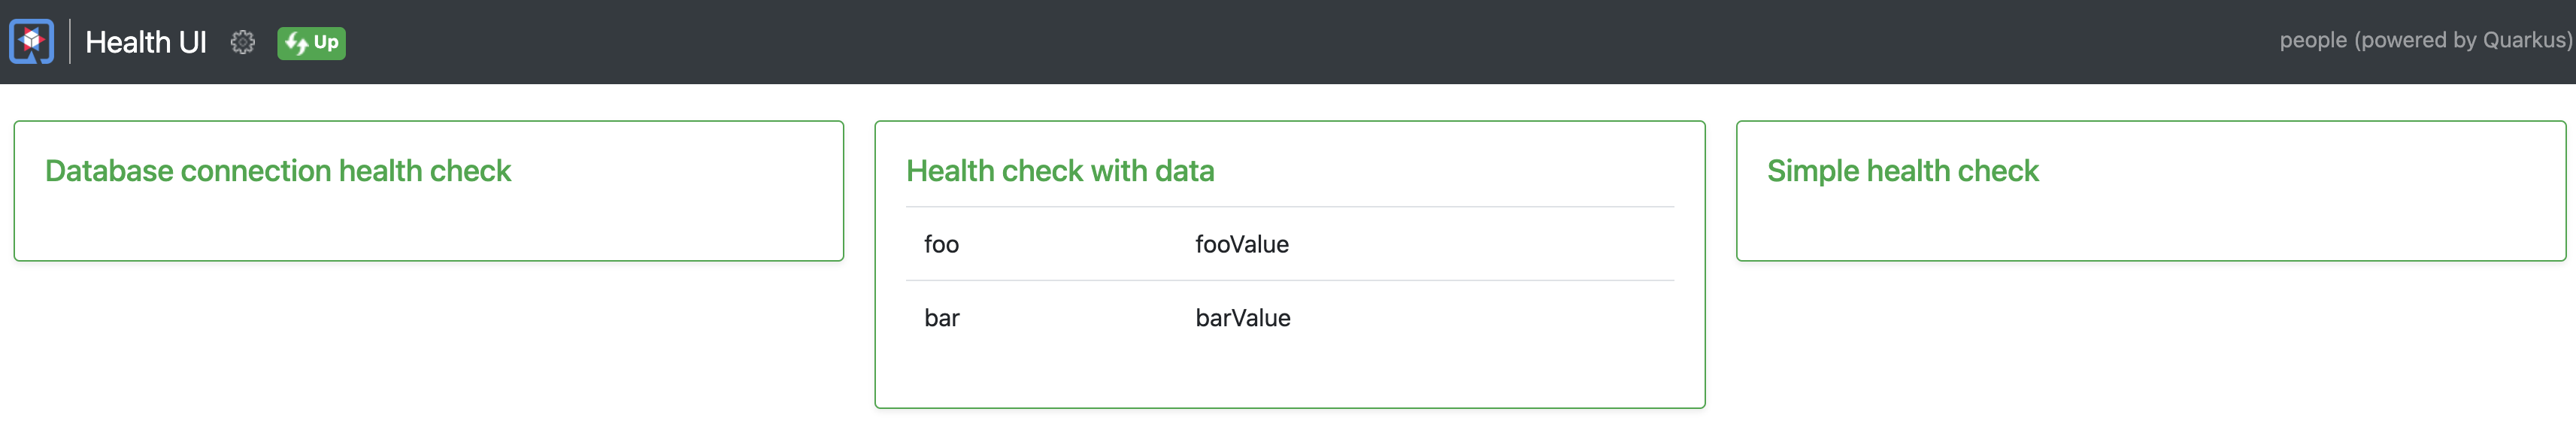 Health UI
Up
people (powered by Quarkus)
Database connection health check
Health check with data
foo fooValue
bar barValue
Simple health check